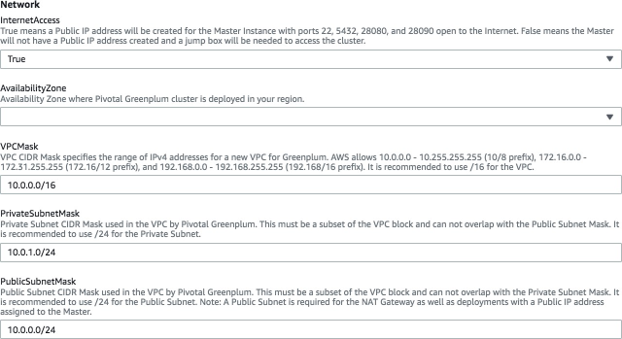 Network
InternetAccess
True means a Public IP address will be created for the Master Instance with ports 22, 5432, 28080, and 28090 open to the Internet. False means the Master
will not have a Public IP address created and a jump box will be needed to access the cluster.
True
AvailabilityZone
Availability Zone where Pivotal Greenplum cluster is deployed in your region.
VPCMask
VPC CIDR Mask specifies the range of IPv4 addresses for a new VPC for Greenplum. AWS allows 10.0.0.0 - 10.255.255.255 (10/8 prefix), 172.16.0.0 -
172.31.255.255 (172.16/12 prefix), and 192.168.0.0 - 192.168.255.255 (192.168/16 prefix). It is recommended to use /16 for the VPC.
10.0.0.0/16
PrivateSubnetMask
Private Subnet CIDR Mask used in the VPC by Pivotal Greenplum. This must be a subset of the VPC block and can not overlap with the Public Subnet Mask. It
is recommended to use /24 for the Private Subnet.
10.0.1.0/24
PublicSubnetMask
Public Subnet CIDR Mask used in the VPC by Pivotal Greenplum. This must be a subset of the VPC block and can not overlap with the Private Subnet Mask. It
is recommended to use /24 for the Public Subnet. Note: A Public Subnet is required for the NAT Gateway as well as deployments with a Public IP address
assigned to the Master.
10.0.0.0/24